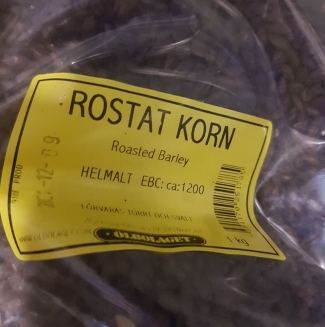 ROSTAT KORN
Roasted Barley
HELMALT EBC: ca:1200
FÖRVARAS TORRT OCH SVALT
ÖLBOLAGET
1 kg